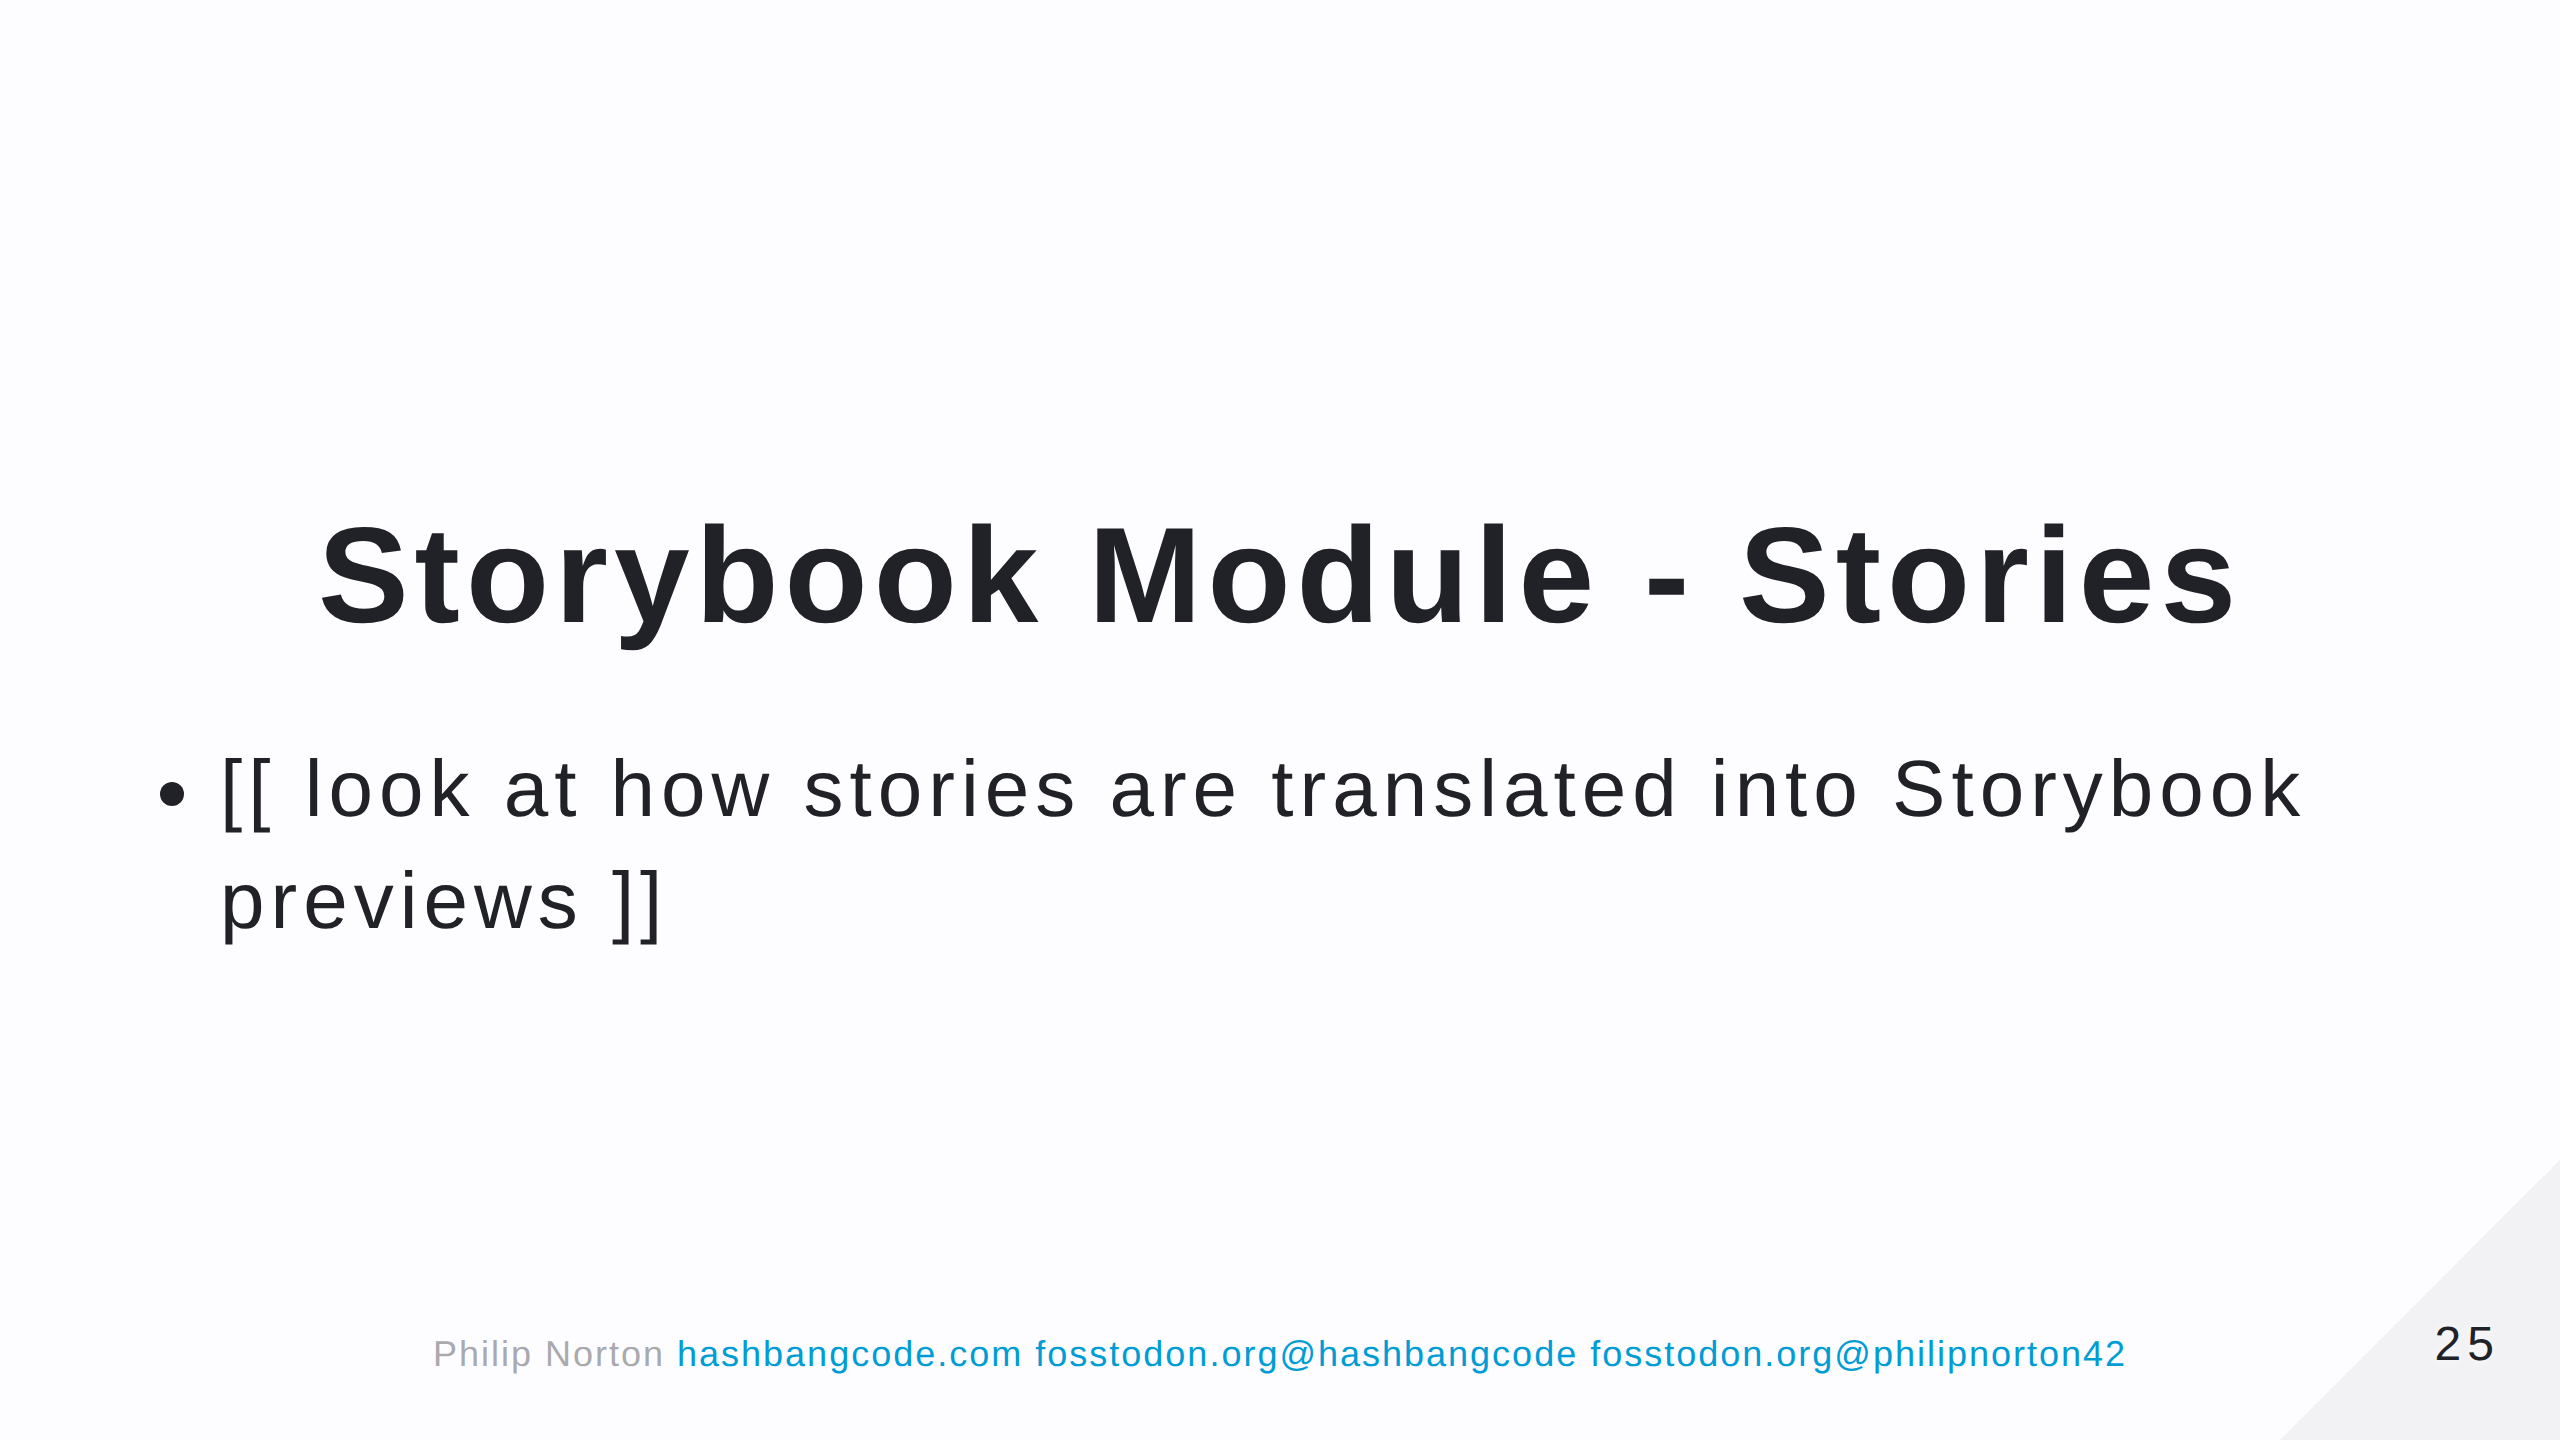 Storybook Module - Stories
• [[ look at how stories are translated into Storybook
previews ]]
Philip Norton hashbangcode.com fosstodon.org@hashbangcode fosstodon.org@philipnorton42
25